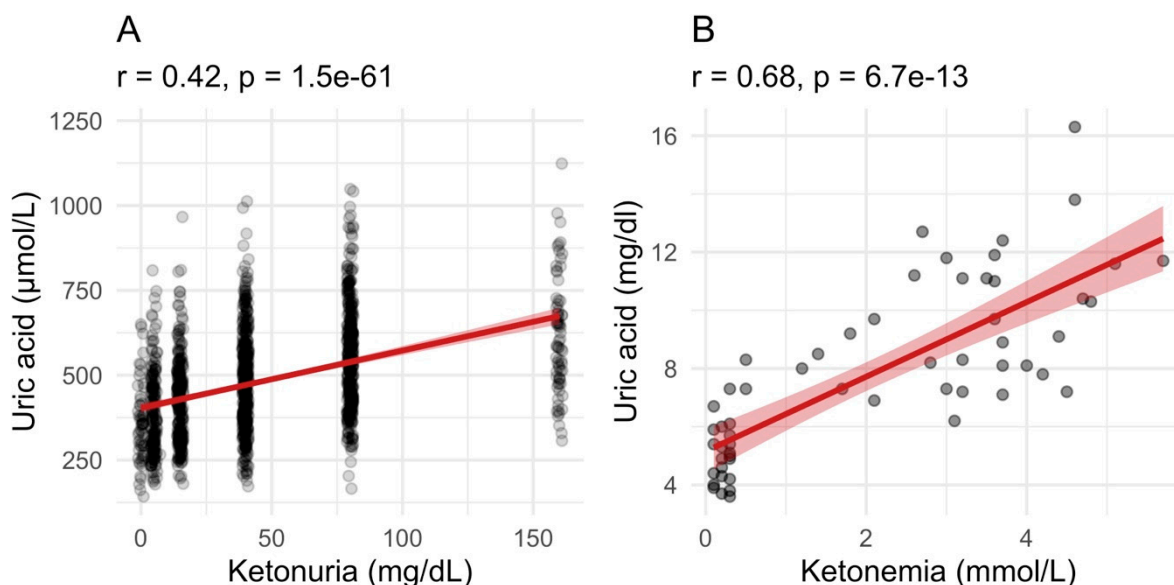 A
r = 0.42, p = 1.5e-61
Uric acid (µmol/L)
1250
1000
750
500
250
0
50
100
150
Ketonuria (mg/dL)
B
r = 0.68, p = 6.7e-13
Uric acid (mg/dl)
16
12
8
4
0
2
4
Ketonemia (mmol/L)